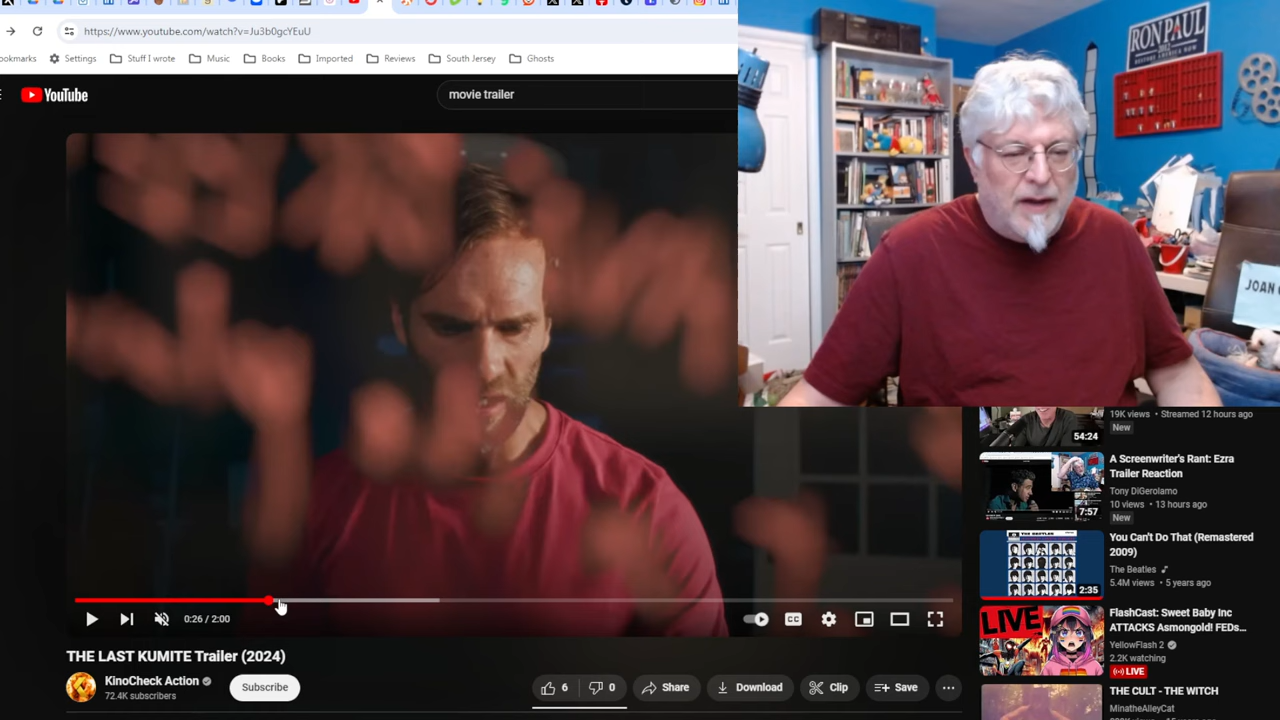 https://www.youtube.com/watch?v=Ju3b0gcYEuU
ookmarks
Settings
Stuff I wrote
Music
Books
Imported
Reviews
South Jersey
Ghosts
YouTube
movie trailer
RON PAUL
JOAN
0:26 / 2:00
CC
THE LAST KUMITE Trailer (2024)
KinoCheck Action
72.4K subscribers
Subscribe
6
0
Share
Download
Clip
Save
54:24
19K views • Streamed 12 hours ago
New
7:57
A Screenwriter's Rant: Ezra
Trailer Reaction
Tony DiGerolamo
10 views • 13 hours ago
New
THE BEATLES
2:35
You Can't Do That (Remastered
2009)
The Beatles
5.4M views • 5 years ago
LIVE
FlashCast: Sweet Baby Inc
ATTACKS Asmongold! FEDs...
YellowFlash 2
2.2K watching
LIVE
THE CULT - THE WITCH
MinatheAlleyCat